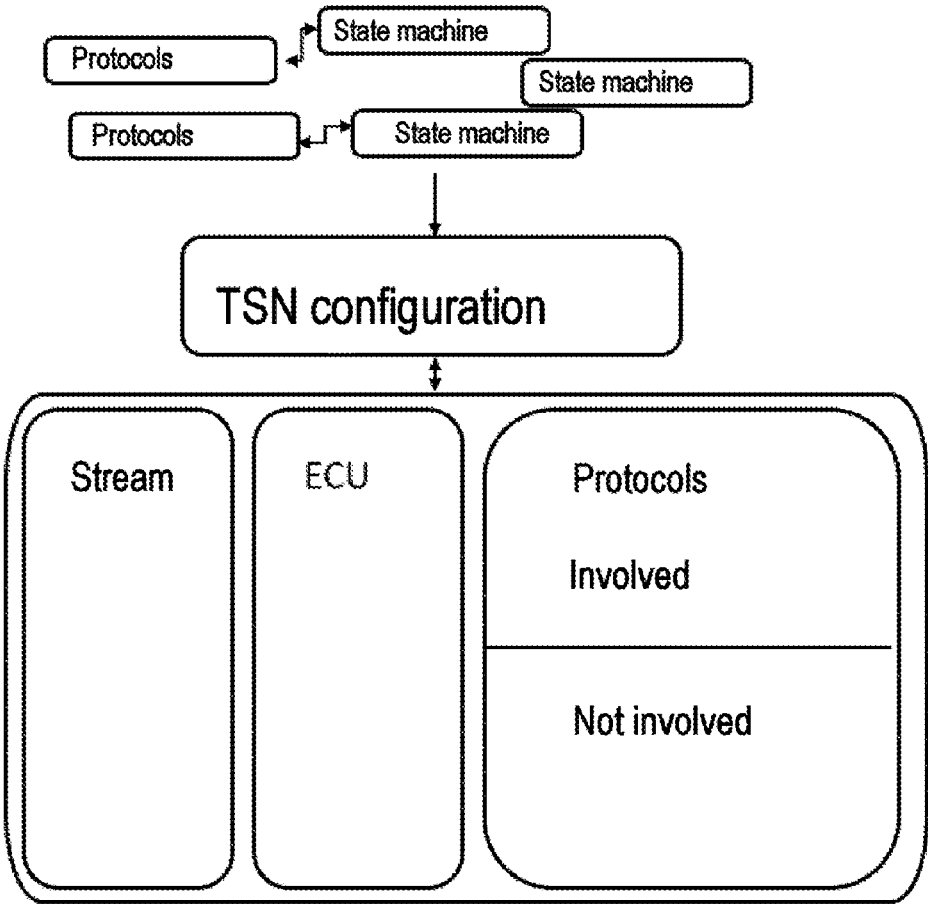 State machine
Protocols
State machine
Protocols
State machine
TSN configuration
Stream
ECU
Protocols
Involved
Not involved